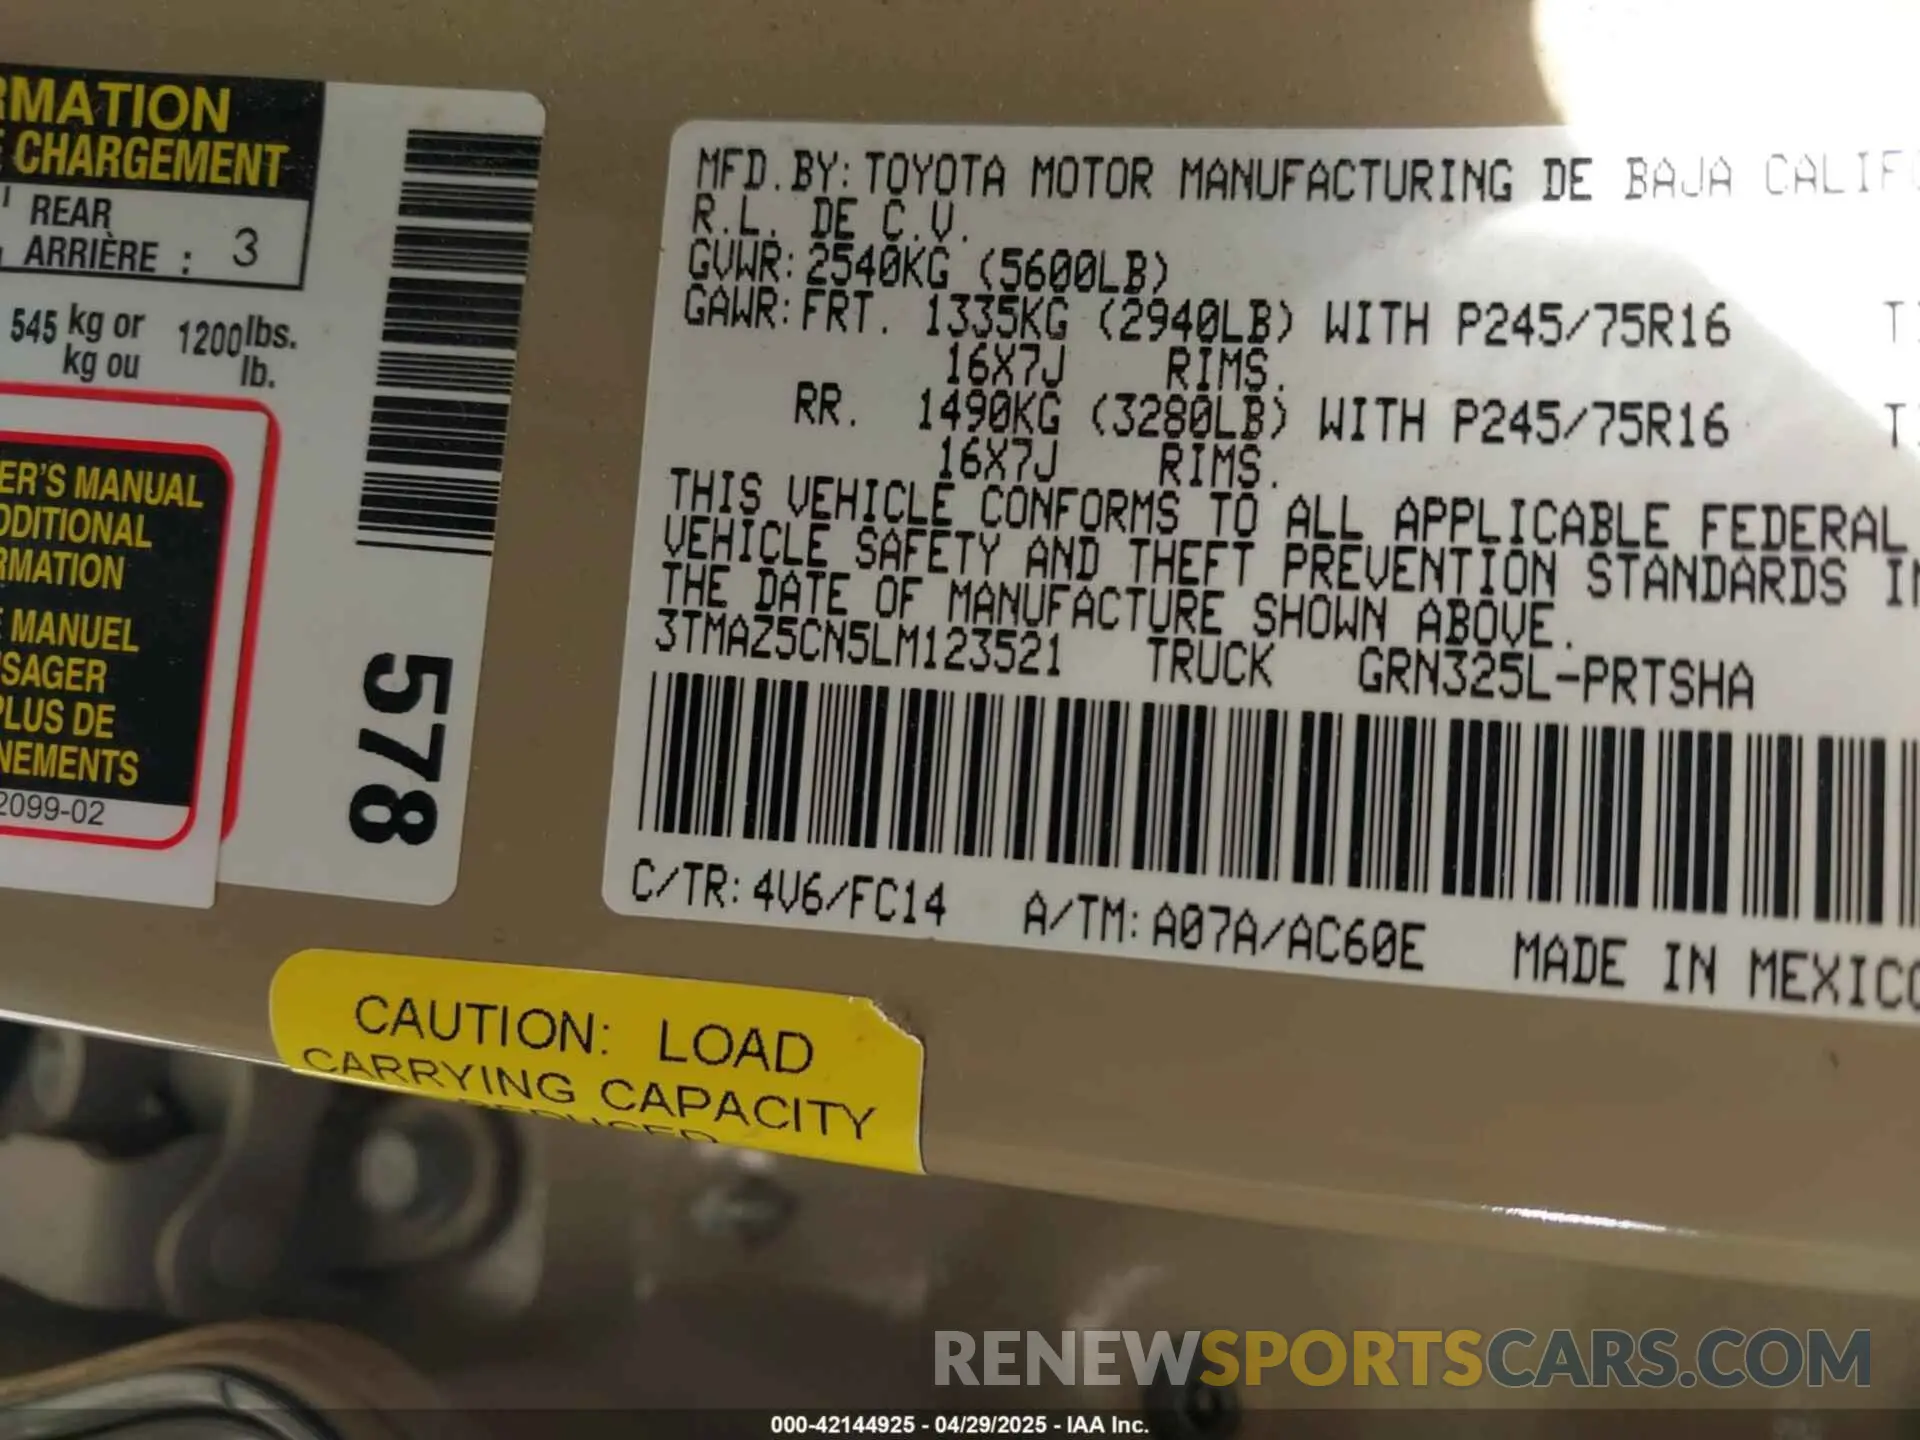 RMATION
E CHARGEMENT
REAR
ARRIÈRE : 3
545 kg or 1200 lbs.
kg ou lb.
ER'S MANUAL
DDITIONAL
RMATION
E MANUEL
SAGER
PLUS DE
NEMENTS
2099-02
578
MFD.BY: TOYOTA MOTOR MANUFACTURING DE BAJA CALIFO
R.L. DE C.V.
GVWR: 2540KG (5600LB)
GAWR: FRT. 1335KG (2940LB) WITH P245/75R16 TI
16X7J RIMS.
RR. 1490KG (3280LB) WITH P245/75R16 TI
16X7J RIMS.
THIS VEHICLE CONFORMS TO ALL APPLICABLE FEDERAL
VEHICLE SAFETY AND THEFT PREVENTION STANDARDS IN
THE DATE OF MANUFACTURE SHOWN ABOVE.
3TMAZ5CN5LM123521 TRUCK GRN325L-PRTSHA
C/TR: 4V6/FC14 A/TM: A07A/AC60E MADE IN MEXICO
CAUTION: LOAD
CARRYING CAPACITY
REDUCED
RENEWSPORTSCARS.COM
000-42144925 - 04/29/2025 - IAA Inc.